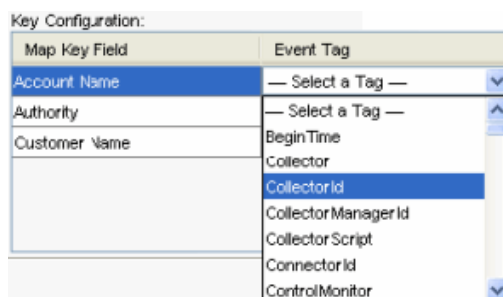 Key Configuration:
Map Key Field Event Tag
Account Name — Select a Tag —
Authority — Select a Tag —
Customer Name BeginTime
Collector
CollectorId
CollectorManagerId
CollectorScript
ConnectorId
ControlMonitor